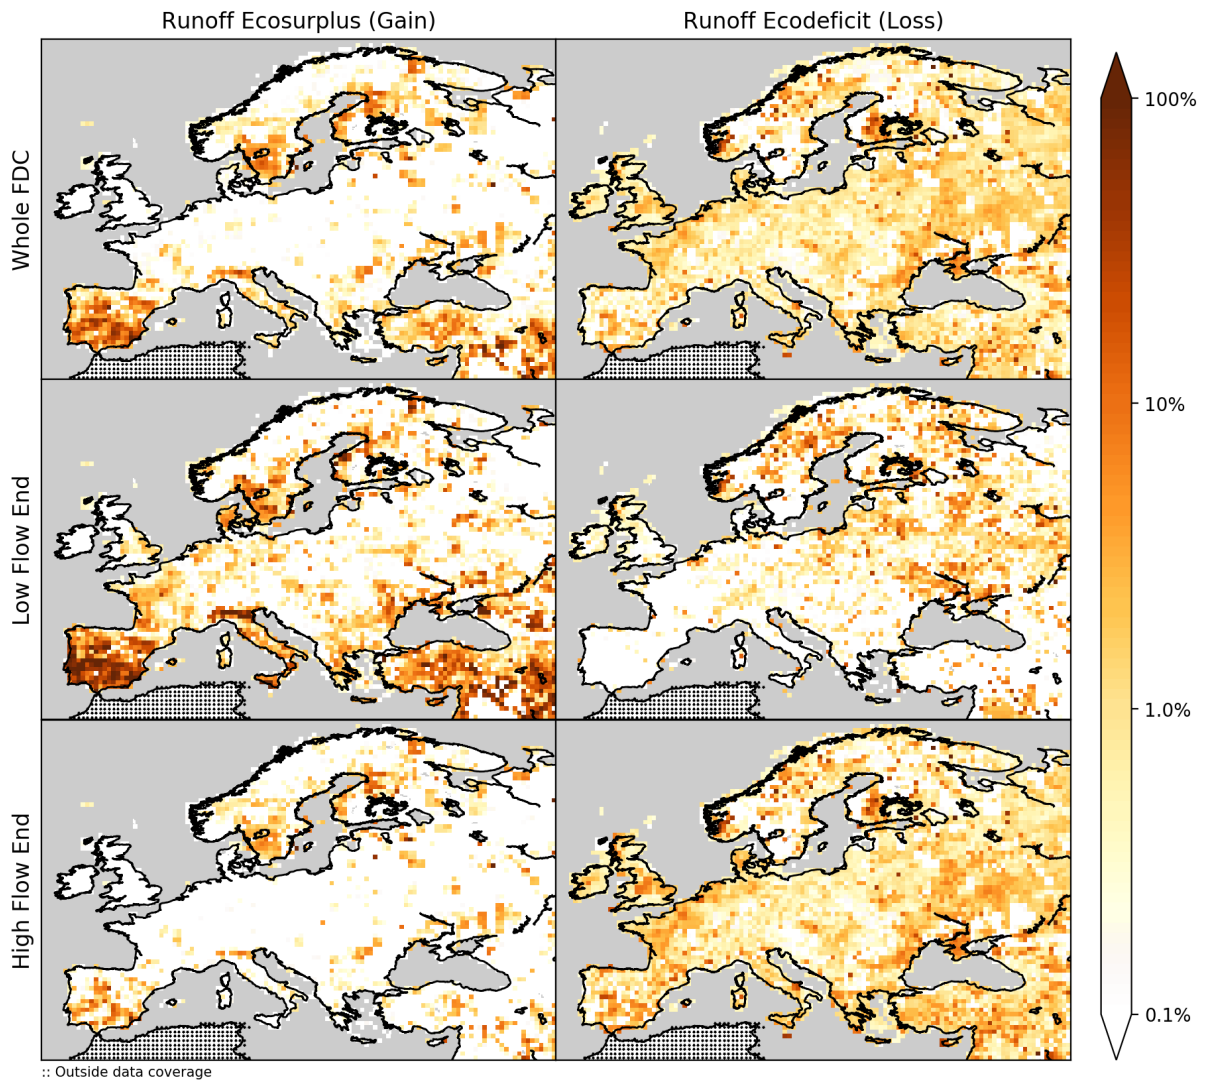 Runoff Ecosurplus (Gain)
Runoff Ecodeficit (Loss)
Whole FDC
Low Flow End
High Flow End
100%
10%
1.0%
0.1%
:: Outside data coverage